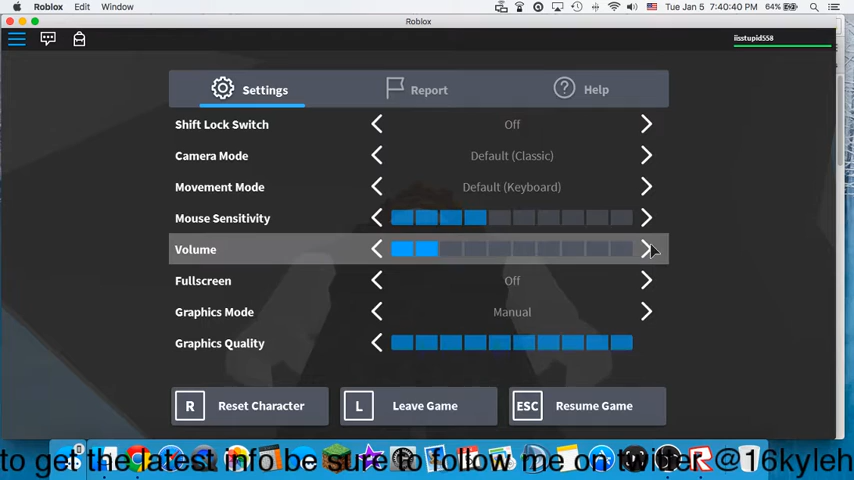 Roblox Edit Window Tue Jan 5 7:40:40 PM 64%
Roblox
iisstupid558
Settings Report Help
Shift Lock Switch Off
Camera Mode Default (Classic)
Movement Mode Default (Keyboard)
Mouse Sensitivity
Volume
Fullscreen Off
Graphics Mode Manual
Graphics Quality
R Reset Character L Leave Game ESC Resume Game
to get the latest info be sure to follow me on twitter @16kyleh